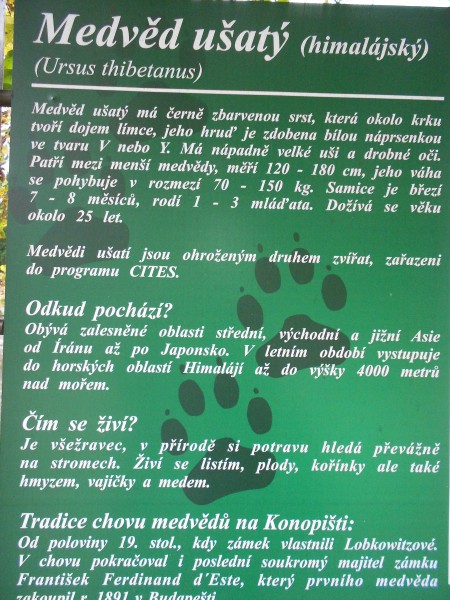 Medvěd ušatý (himalájský)
(Ursus thibetanus)
Medvěd ušatý má černě zbarvenou srst, která okolo krku
tvoří dojem límce, jeho hruď je zdobena bílou náprsenkou
ve tvaru V nebo Y. Má nápadně velké uši a drobné oči.
Patří mezi menší medvědy, měří 120 - 180 cm, jeho váha
se pohybuje v rozmezí 70 - 150 kg. Samice je březí
7 - 8 měsíců, rodí 1 - 3 mláďata. Dožívá se věku
okolo 25 let.
Medvědi ušatí jsou ohroženým druhem zvířat, zařazeni
do programu CITES.
Odkud pochází?
Obývá zalesněné oblasti střední, východní a jižní Asie
od Íránu až po Japonsko. V letním období vystupuje
do horských oblastí Himalájí až do výšky 4000 metrů
nad mořem.
Čím se živí?
Je všežravec, v přírodě si potravu hledá převážně
na stromech. Živí se listím, plody, kořínky ale také
hmyzem, vajíčky a medem.
Tradice chovu medvědů na Konopišti:
Od poloviny 19. stol., kdy zámek vlastnili Lobkowitzové.
V chovu pokračoval i poslední soukromý majitel zámku
František Ferdinand d´Este, který prvního medvěda
zakoupil r. 1891 v Budapešti